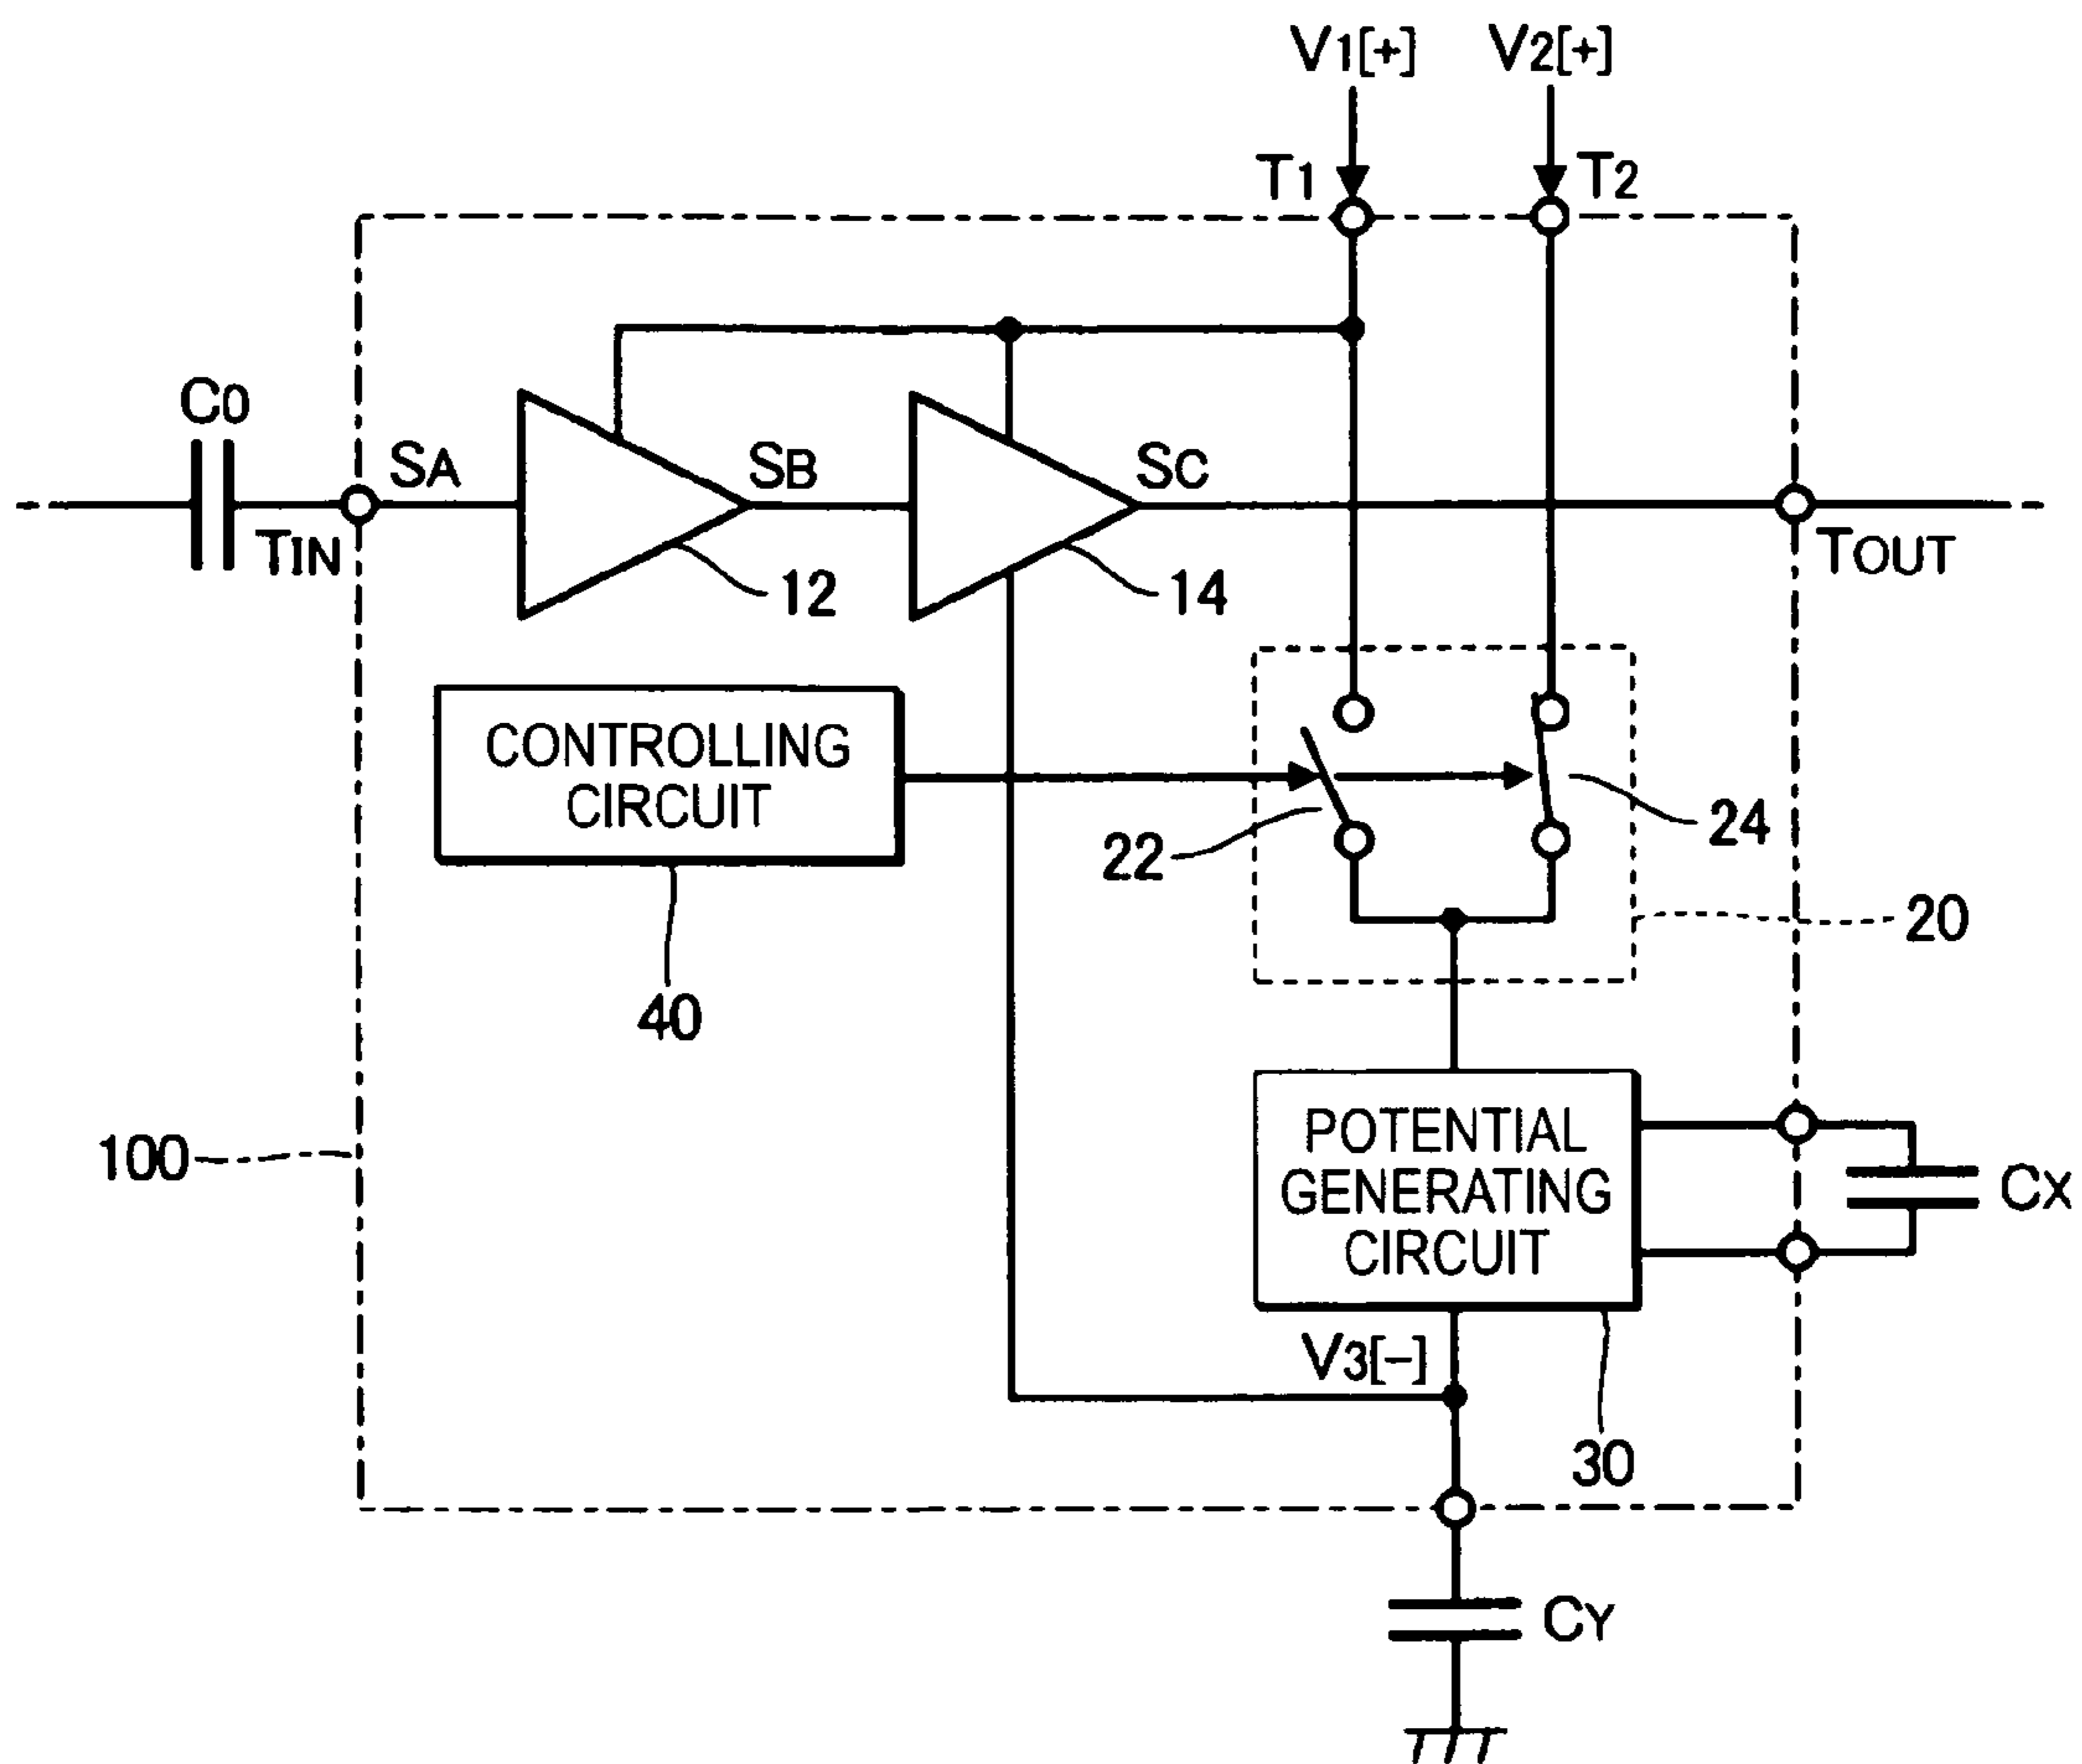 V1[+] V2[+]
T1 T2
C0
SA SB SC
TIN TOUT
12 14
CONTROLLING
CIRCUIT
22 24
20
40
100
POTENTIAL
GENERATING
CIRCUIT
CX
V3[−]
30
CY